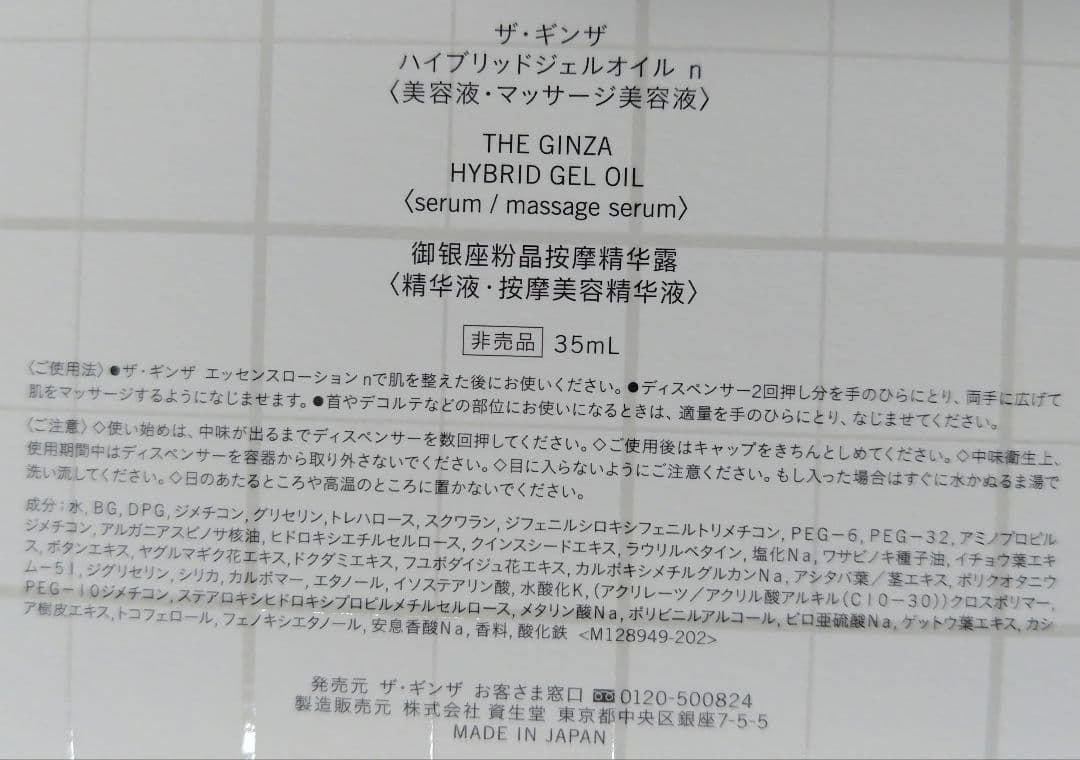 ザ・ギンザ
ハイブリッドジェルオイル n
〈美容液・マッサージ美容液〉
THE GINZA
HYBRID GEL OIL
〈serum / massage serum〉
御银座粉晶按摩精华露
〈精华液・按摩美容精华液〉
非売品 35mL
〈ご使用法〉●ザ・ギンザ エッセンスローション nで肌を整えた後にお使いください。●ディスペンサー2回押し分を手のひらにとり、両手に広げて
肌をマッサージするようになじませます。●首やデコルテなどの部位にお使いになるときは、適量を手のひらにとり、なじませてください。
〈ご注意〉◇使い始めは、中味が出るまでディスペンサーを数回押してください。◇ご使用後はキャップをきちんとしめてください。◇中味衛生上、
使用期間中はディスペンサーを容器から取り外さないでください。◇目に入らないようにご注意ください。もし入った場合はすぐに水かぬるま湯で
洗い流してください。◇日のあたるところや高温のところに置かないでください。
成分：水, BG, DPG, ジメチコン, グリセリン, トレハロース, スクワラン, ジフェニルシロキシフェニルトリメチコン, PEG-6, PEG-32, アミノプロピル
ジメチコン, アルガニアスピノサ核油, ヒドロキシエチルセルロース, クインスシードエキス, ラウリルベタイン, 塩化Na, ワサビノキ種子油, イチョウ葉エキ
ス, ボタンエキス, ヤグルマギク花エキス, ドクダミエキス, フユボダイジュ花エキス, カルボキシメチルグルカンNa, アシタバ葉／茎エキス, ポリクオタニウ
ム-51, ジグリセリン, シリカ, カルボマー, エタノール, イソステアリン酸, 水酸化K, (アクリレーツ／アクリル酸アルキル(C10-30))クロスポリマー,
PEG-10ジメチコン, ステアロキシヒドロキシプロピルメチルセルロース, メタリン酸Na, ポリビニルアルコール, ピロ亜硫酸Na, ゲットウ葉エキス, カシ
ア樹皮エキス, トコフェロール, フェノキシエタノール, 安息香酸Na, 香料, 酸化鉄 <M128949-202>
発売元 ザ・ギンザ お客さま窓口 0120-500824
製造販売元 株式会社 資生堂 東京都中央区銀座7-5-5
MADE IN JAPAN